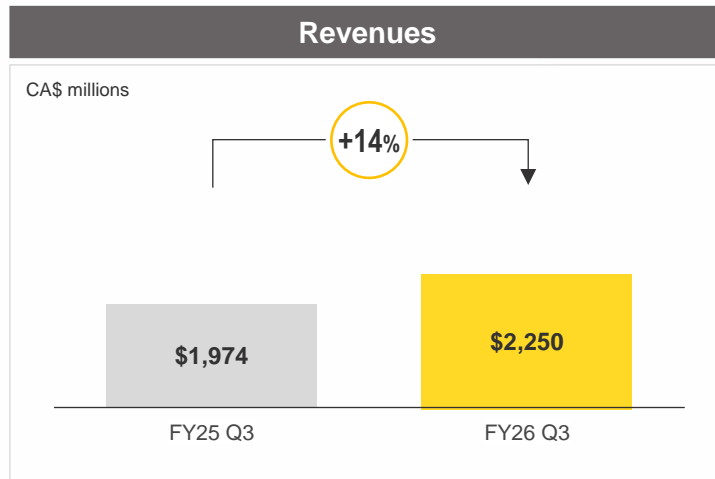 Revenues
CA$ millions
+14%
$1,974
$2,250
FY25 Q3
FY26 Q3